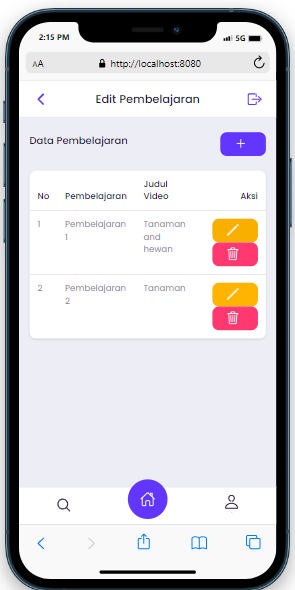 2:15 PM
5G
AA
http://localhost:8080
Edit Pembelajaran
Data Pembelajaran
+
No Pembelajaran Judul Video Aksi
1 Pembelajaran 1 Tanaman and hewan
2 Pembelajaran 2 Tanaman